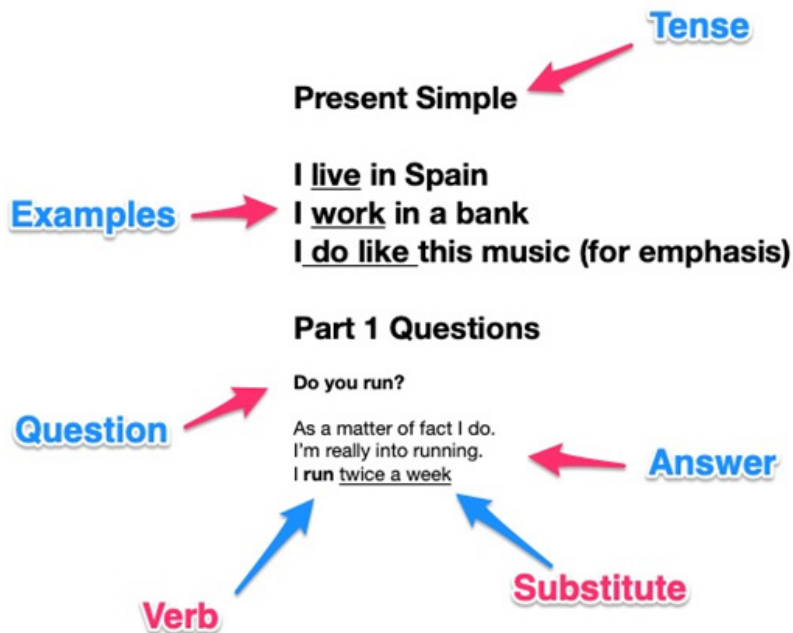 Tense
Present Simple
I live in Spain
Examples
I work in a bank
I do like this music (for emphasis)
Part 1 Questions
Do you run?
Question
As a matter of fact I do.
I'm really into running.
Answer
I run twice a week
Substitute
Verb